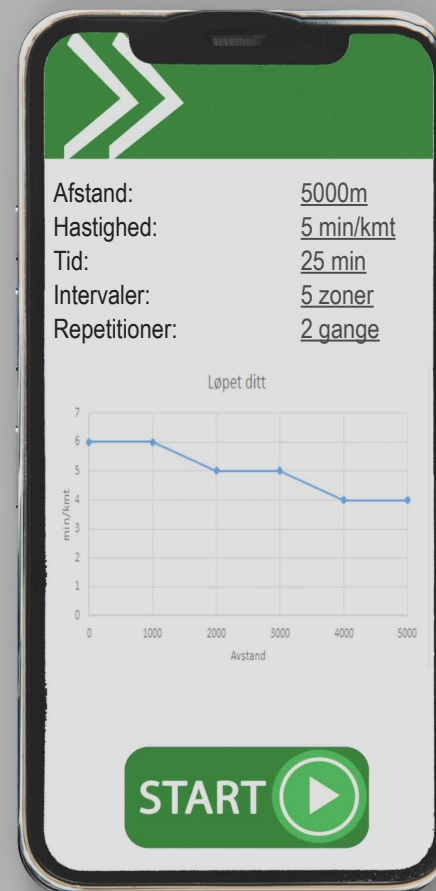 Afstand: 5000m
Hastighed: 5 min/kmt
Tid: 25 min
Intervaler: 5 zoner
Repetitioner: 2 gange
Løpet ditt
7
6
5
4
3
2
1
0
min/kmt
0 1000 2000 3000 4000 5000
Avstand
START